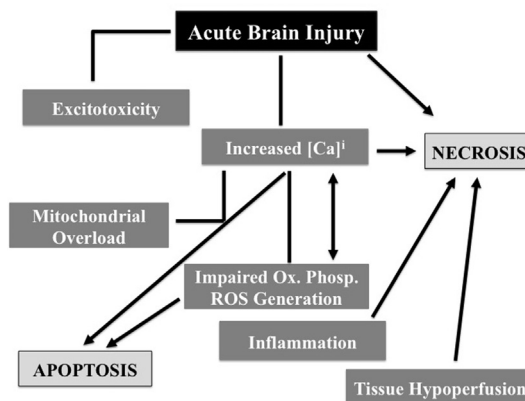 Acute Brain Injury
Excitotoxicity
Increased [Ca]ⁱ
NECROSIS
Mitochondrial
Overload
Impaired Ox. Phosp.
ROS Generation
Inflammation
APOPTOSIS
Tissue Hypoperfusion